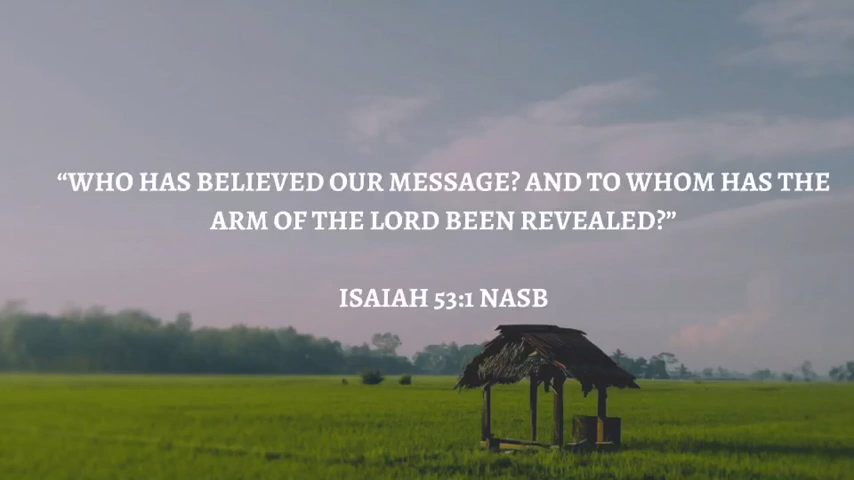 “WHO HAS BELIEVED OUR MESSAGE? AND TO WHOM HAS THE
ARM OF THE LORD BEEN REVEALED?”
ISAIAH 53:1 NASB